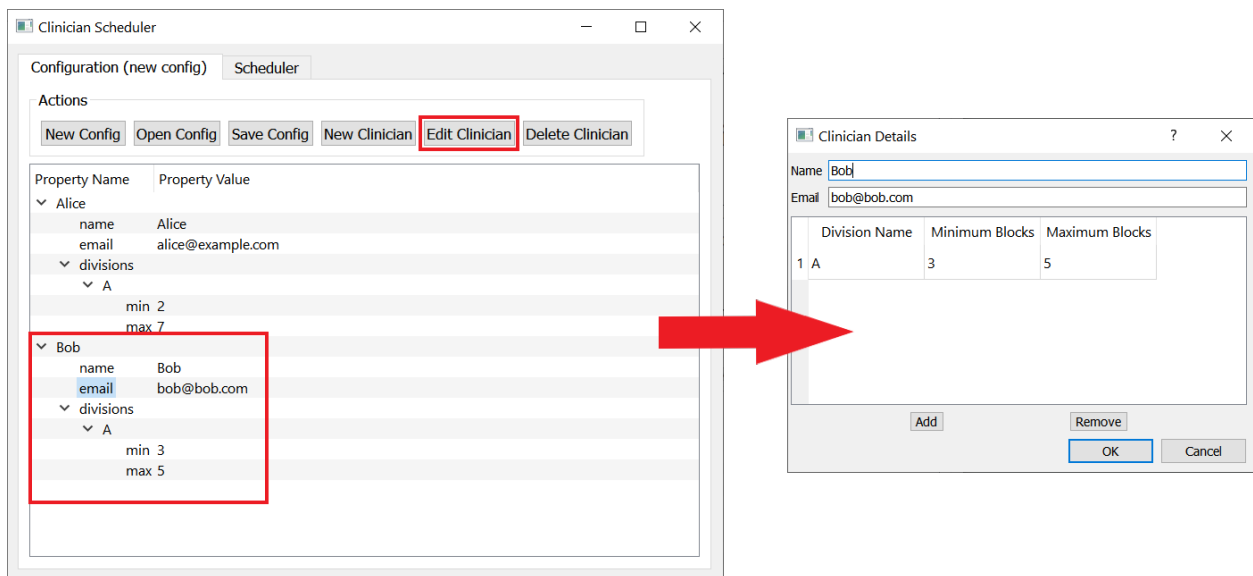 Clinician Scheduler
Configuration (new config) Scheduler
Actions
New Config Open Config Save Config New Clinician Edit Clinician Delete Clinician
Property Name Property Value
Alice
name Alice
email alice@example.com
divisions
A
min 2
max 7
Bob
name Bob
email bob@bob.com
divisions
A
min 3
max 5
Clinician Details ?
Name Bob
Email bob@bob.com
Division Name Minimum Blocks Maximum Blocks
1 A 3 5
Add Remove
OK Cancel